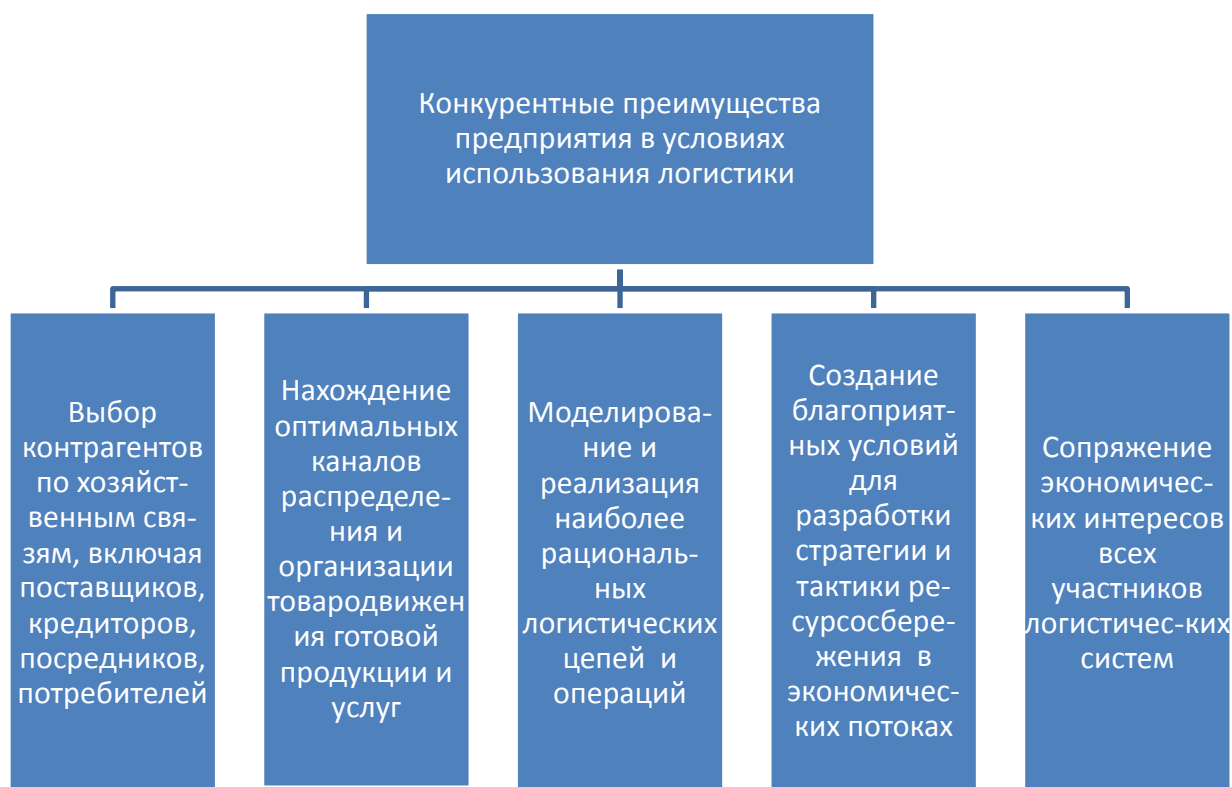 Конкурентные преимущества
предприятия в условиях
использования логистики
Выбор
контрагентов
по хозяйст-
венным свя-
зям, включая
поставщиков,
кредиторов,
посредников,
потребителей
Нахождение
оптимальных
каналов
распределе-
ния и
организации
товародвижен
ия готовой
продукции и
услуг
Моделирова-
ние и
реализация
наиболее
рациональ-
ных
логистических
цепей и
операций
Создание
благоприят-
ных условий
для
разработки
стратегии и
тактики ре-
сурсосбере-
жения в
экономичес-
ких потоках
Сопряжение
экономичес-
ких интересов
всех
участников
логистичес-ких
систем